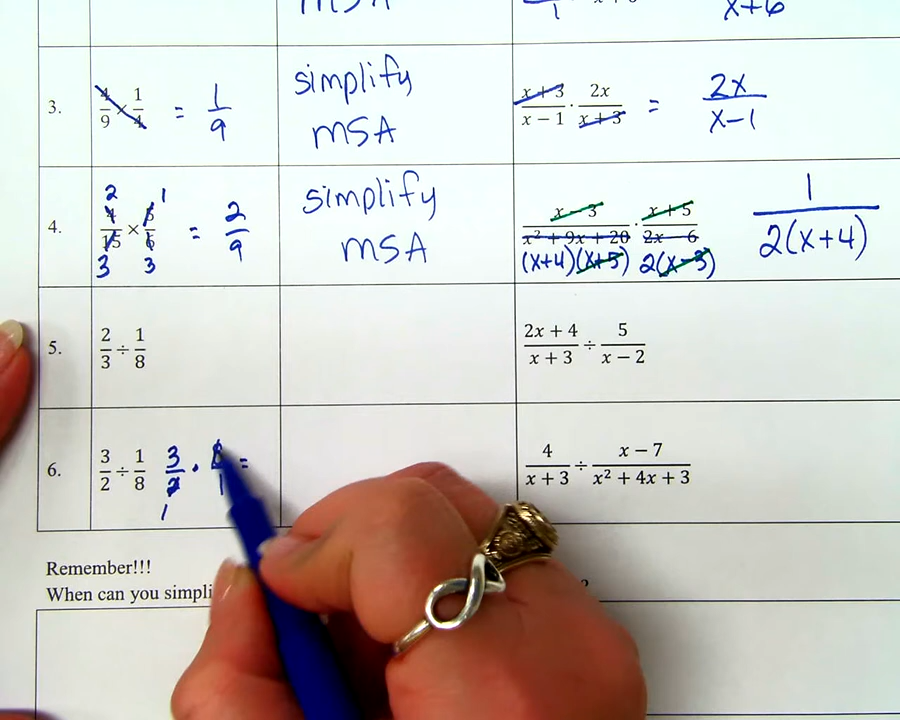 MSA
1
x+6
3. 4/9 × 1/4 = 1/9 simplify MSA (x + 3)/(x − 1) · 2x/(x + 3) = 2x/(x−1)
4. 4/15 × 5/6 = 2/9 simplify MSA (x − 3)/(x² + 9x + 20) · (x + 5)/(2x − 6) 1/(2(x+4))
2 1
3 3
(x+4)(x+5) 2(x−3)
5. 2/3 ÷ 1/8 (2x + 4)/(x + 3) ÷ 5/(x − 2)
6. 3/2 ÷ 1/8 3/2 · 8/1 = 4/(x + 3) ÷ (x − 7)/(x² + 4x + 3)
1
Remember!!!
When can you simpli ?